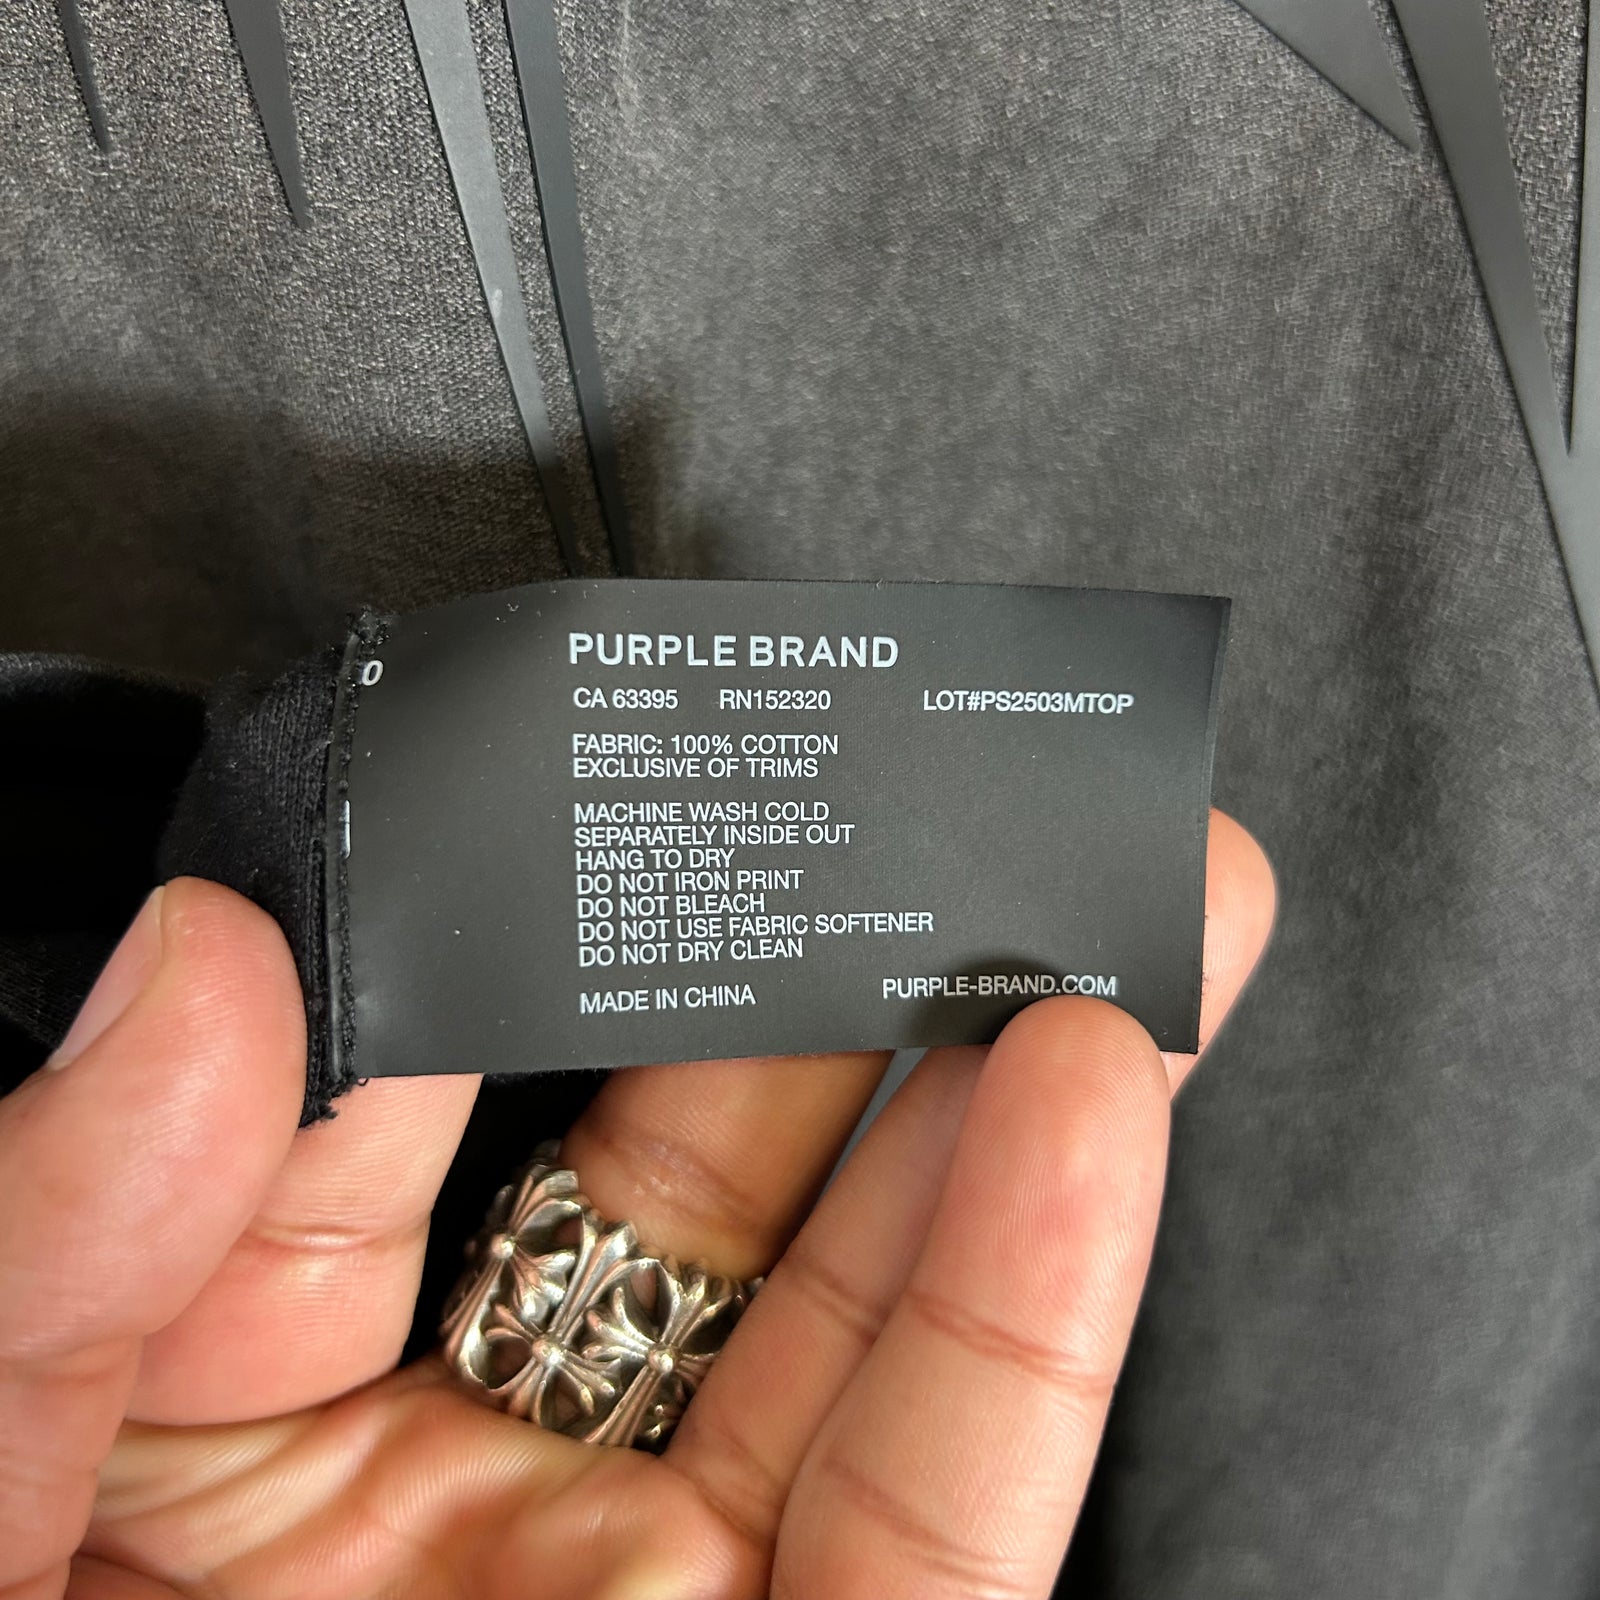 PURPLE BRAND
CA 63395 RN152320 LOT#PS2503MTOP
FABRIC: 100% COTTON
EXCLUSIVE OF TRIMS
MACHINE WASH COLD
SEPARATELY INSIDE OUT
HANG TO DRY
DO NOT IRON PRINT
DO NOT BLEACH
DO NOT USE FABRIC SOFTENER
DO NOT DRY CLEAN
MADE IN CHINA PURPLE-BRAND.COM